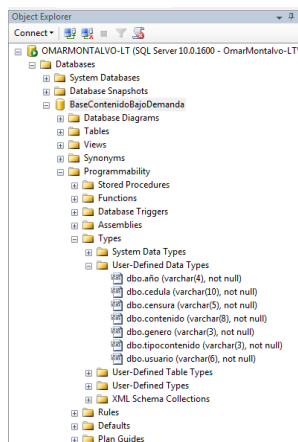 Object Explorer
Connect
OMARMONTALVO-LT (SQL Server 10.0.1600 - OmarMontalvo-LT
Databases
System Databases
Database Snapshots
BaseContenidoBajoDemanda
Database Diagrams
Tables
Views
Synonyms
Programmability
Stored Procedures
Functions
Database Triggers
Assemblies
Types
System Data Types
User-Defined Data Types
dbo.año (varchar(4), not null)
dbo.cedula (varchar(10), not null)
dbo.censura (varchar(5), not null)
dbo.contenido (varchar(8), not null)
dbo.genero (varchar(3), not null)
dbo.tipocontenido (varchar(3), not null)
dbo.usuario (varchar(6), not null)
User-Defined Table Types
User-Defined Types
XML Schema Collections
Rules
Defaults
Plan Guides